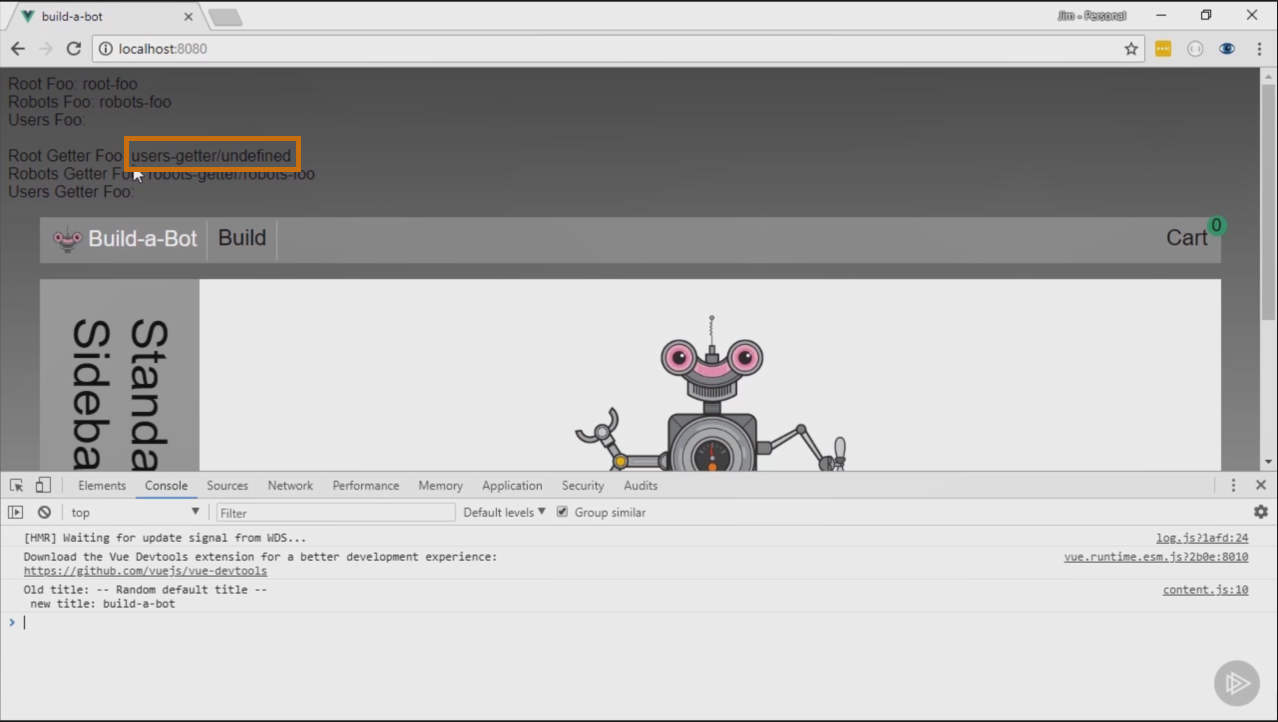 build-a-bot
Jim - Personal
localhost:8080
Root Foo: root-foo
Robots Foo: robots-foo
Users Foo:
Root Getter Foo: users-getter/undefined
Robots Getter Foo: robots-getter/robots-foo
Users Getter Foo:
Build-a-Bot Build Cart 0
Standa
Sideba
Elements Console Sources Network Performance Memory Application Security Audits
top Filter Default levels Group similar
[HMR] Waiting for update signal from WDS... log.js?1afd:24
Download the Vue Devtools extension for a better development experience: vue.runtime.esm.js?2b0e:8010
https://github.com/vuejs/vue-devtools
Old title: -- Random default title -- content.js:10
new title: build-a-bot